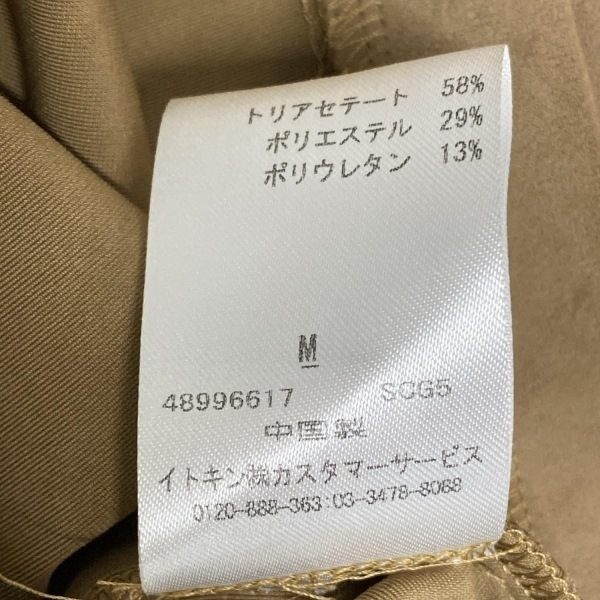 トリアセテート 58%
ポリエステル 29%
ポリウレタン 13%
M
48996617 SCG5
中国製
イトキン㈱カスタマーサービス
0120-888-363:03-3478-8088